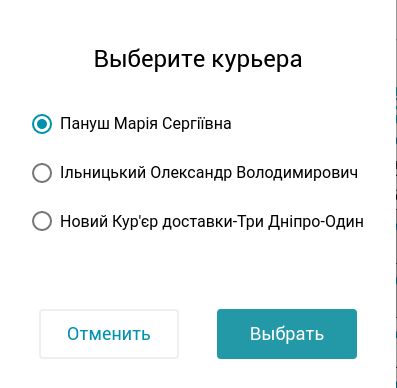 Выберите курьера
Пануш Марія Сергіївна
Ільницький Олександр Володимирович
Новий Кур'єр доставки-Три Дніпро-Один
Отменить
Выбрать